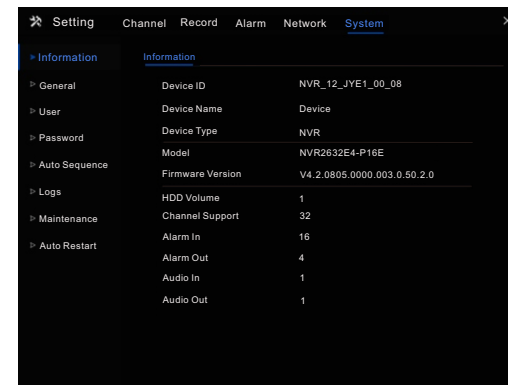 Setting Channel Record Alarm Network System
Information Information
General Device ID NVR_12_JYE1_00_08
User Device Name Device
Password Device Type NVR
Auto Sequence Model NVR2632E4-P16E
Logs Firmware Version V4.2.0805.0000.003.0.50.2.0
Maintenance HDD Volume 1
Auto Restart Channel Support 32
Alarm In 16
Alarm Out 4
Audio In 1
Audio Out 1